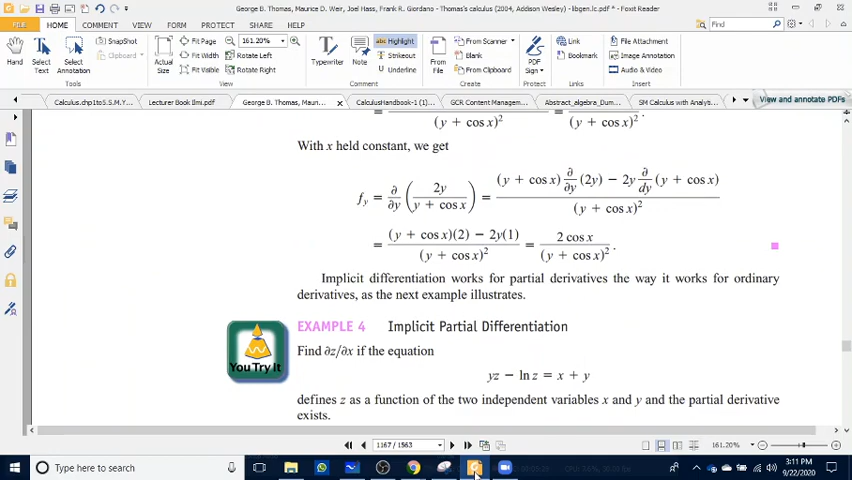 George B. Thomas, Maurice D. Weir, Joel Hass, Frank R. Giordano - Thomas's calculus (2004, Addison Wesley) - libgen.lc.pdf * - Foxit Reader
FILE HOME COMMENT VIEW FORM PROTECT SHARE HELP Find
SnapShot Fit Page 161.20% Highlight From Scanner Link File Attachment
Clipboard Fit Width Rotate Left Strikeout Blank Bookmark Image Annotation
Hand Select Text Select Annotation Actual Size Fit Visible Rotate Right Typewriter Note Underline From File From Clipboard PDF Sign Audio & Video
Tools View Comment Create Protect Links Insert
Calculus.dnp1to5.S.M.Y... Lecturer Book Ilmi.pdf George B. Thomas, Mau... CalculusHandbook-1 (1)... GCR Content Managem... Abstract_algebra_Dum... SM Calculus with Analyt... View and annotate PDFs
(y + cos x)² (y + cos x)²
With x held constant, we get
f_y = ∂/∂y (2y/(y + cos x)) = ((y + cos x) ∂/∂y (2y) − 2y ∂/dy (y + cos x))/(y + cos x)²
= ((y + cos x)(2) − 2y(1))/(y + cos x)² = 2 cos x/(y + cos x)².
Implicit differentiation works for partial derivatives the way it works for ordinary
derivatives, as the next example illustrates.
EXAMPLE 4 Implicit Partial Differentiation
You Try It
Find ∂z/∂x if the equation
yz − ln z = x + y
defines z as a function of the two independent variables x and y and the partial derivative
exists.
1167 / 1563 161.20%
Type here to search 3:11 PM
9/22/2020